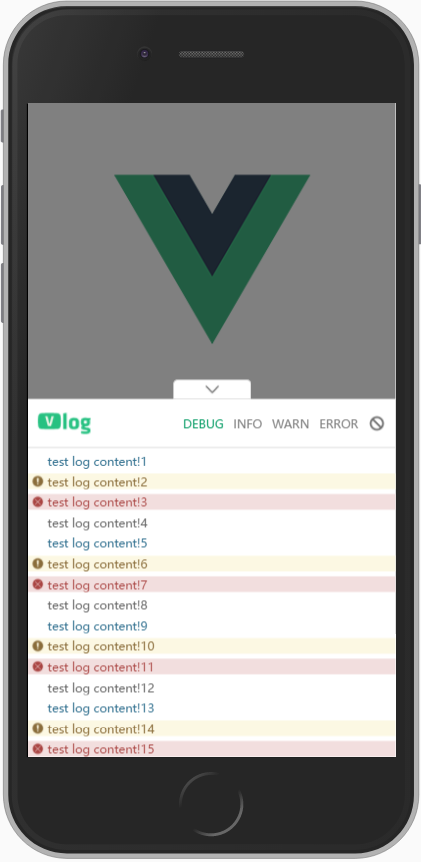 Vlog
DEBUG INFO WARN ERROR
test log content!1
test log content!2
test log content!3
test log content!4
test log content!5
test log content!6
test log content!7
test log content!8
test log content!9
test log content!10
test log content!11
test log content!12
test log content!13
test log content!14
test log content!15